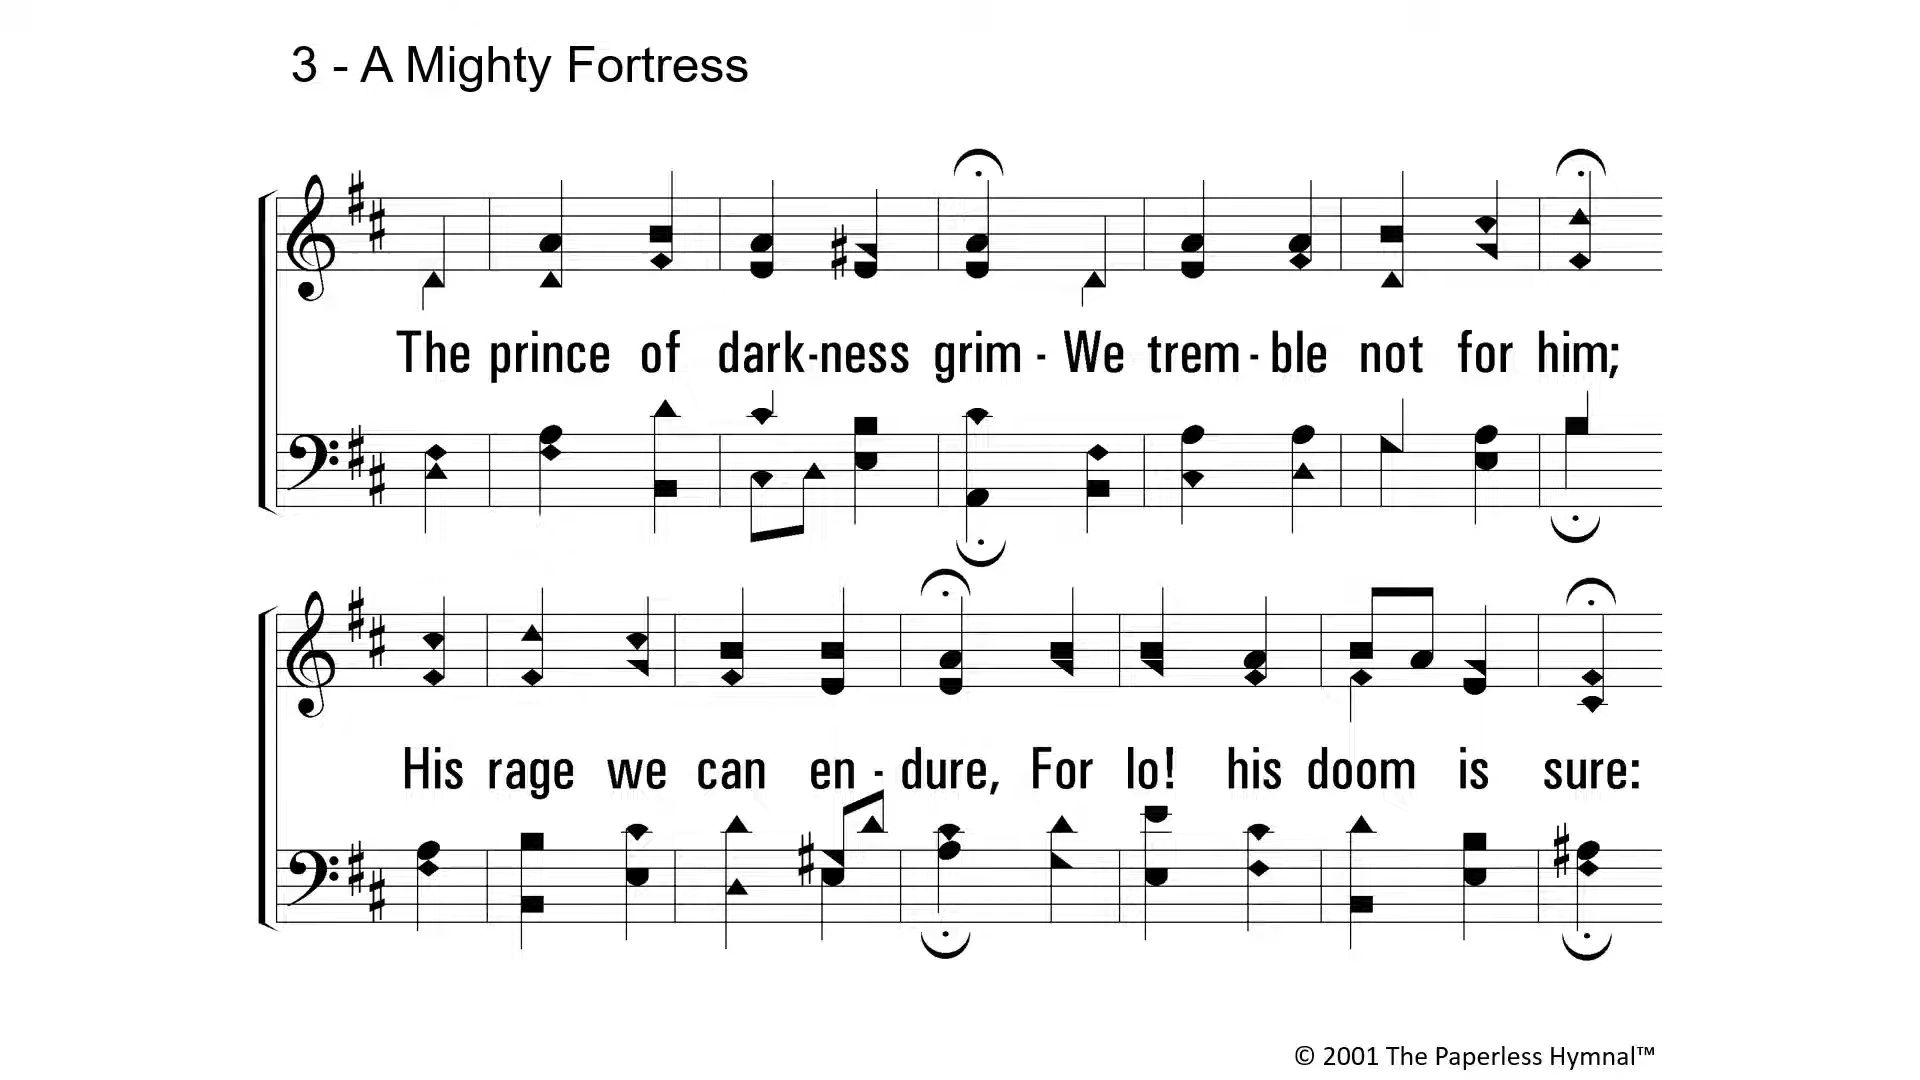 3 - A Mighty Fortress
The prince of dark-ness grim - We trem - ble not for him;
His rage we can en - dure, For lo! his doom is sure:
© 2001 The Paperless Hymnal™